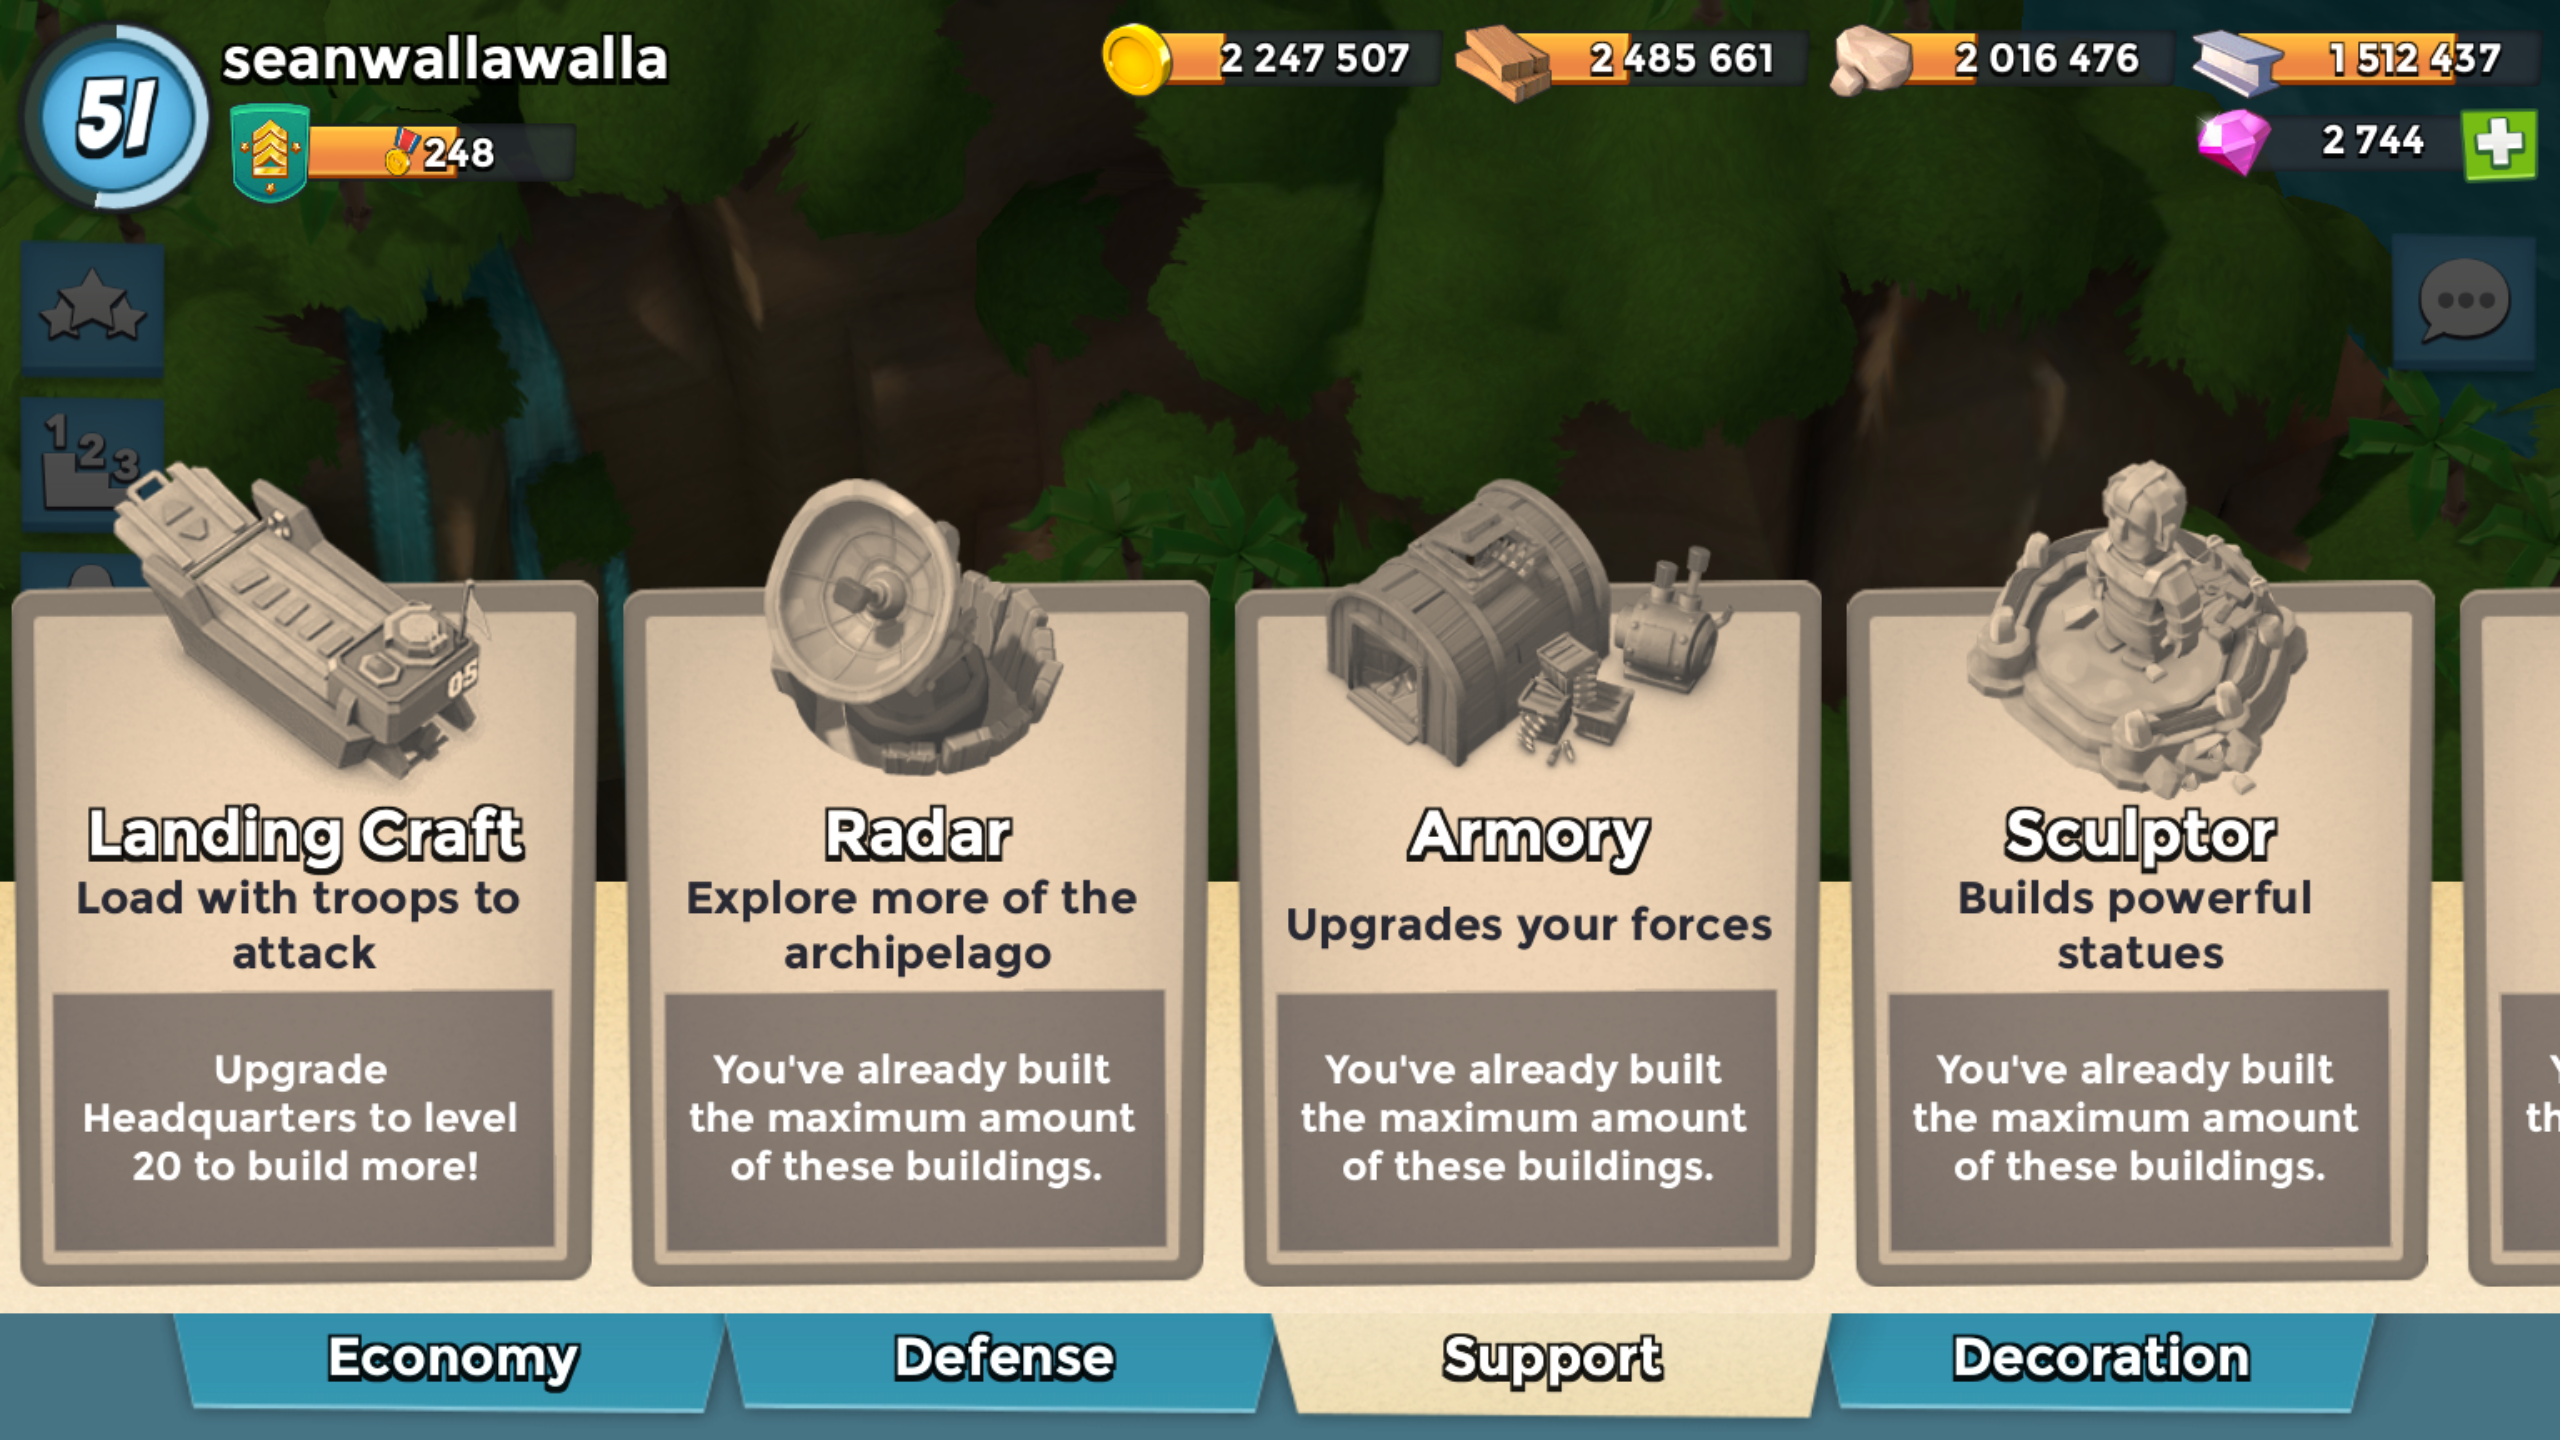 51
seanwallawalla
248
2 247 507
2 485 661
2 016 476
1 512 437
2 744
1 2 3
05
Landing Craft
Load with troops to
attack
Upgrade
Headquarters to level
20 to build more!
Radar
Explore more of the
archipelago
You've already built
the maximum amount
of these buildings.
Armory
Upgrades your forces
You've already built
the maximum amount
of these buildings.
Sculptor
Builds powerful
statues
You've already built
the maximum amount
of these buildings.
Economy
Defense
Support
Decoration